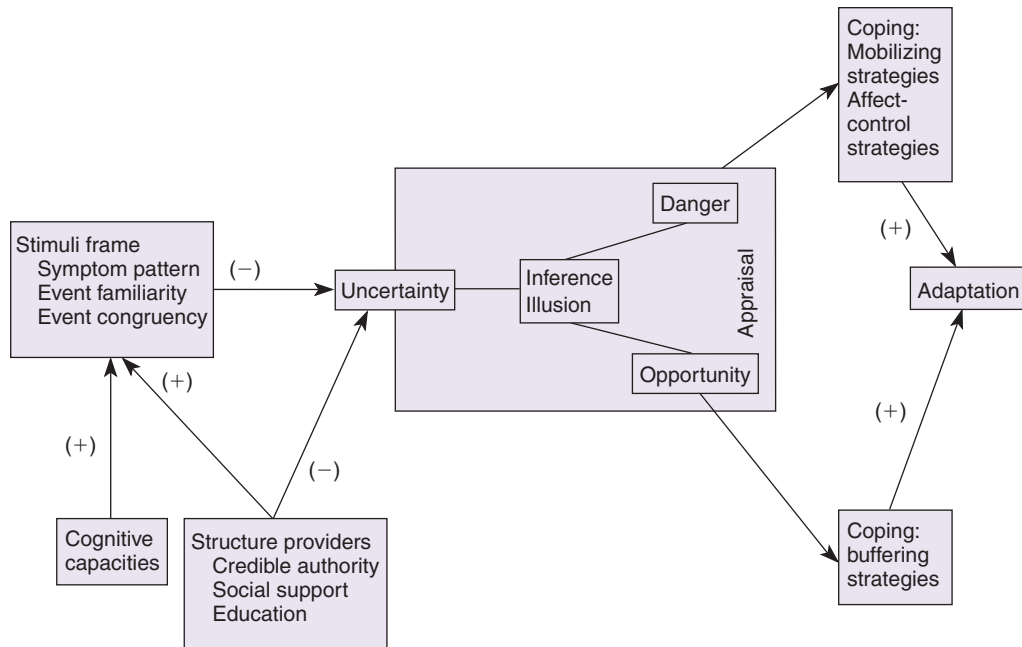 Coping:
Mobilizing
strategies
Affect-
control
strategies
Danger
Stimuli frame
Symptom pattern
Event familiarity
Event congruency
(−)
Uncertainty
Inference
Illusion
Appraisal
(+)
Adaptation
Opportunity
(+)
(+)
(−)
(+)
Cognitive
capacities
Structure providers
Credible authority
Social support
Education
Coping:
buffering
strategies